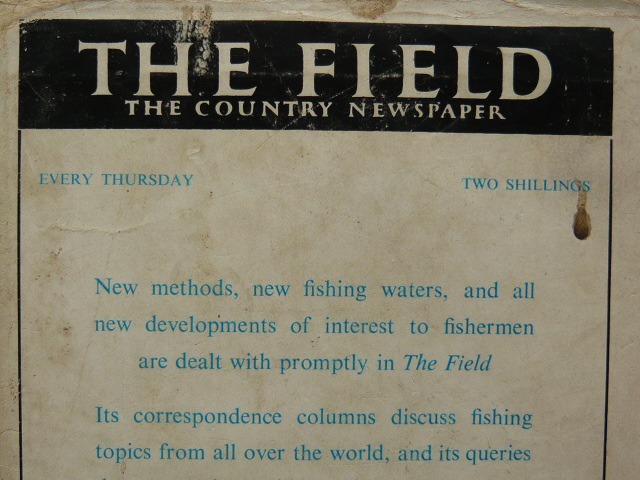 THE FIELD
THE COUNTRY NEWSPAPER
EVERY THURSDAY TWO SHILLINGS
New methods, new fishing waters, and all
new developments of interest to fishermen
are dealt with promptly in The Field
Its correspondence columns discuss fishing
topics from all over the world, and its queries